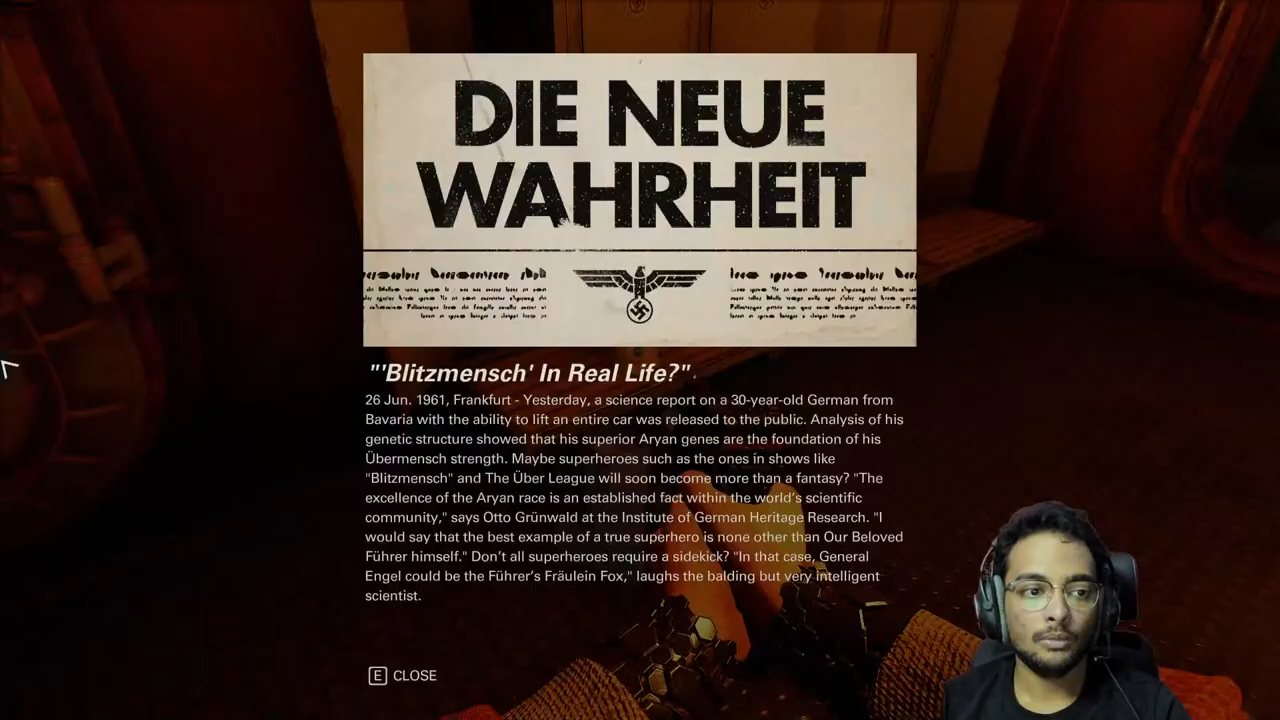 DIE NEUE
WAHRHEIT
"'Blitzmensch' In Real Life?"
26 Jun. 1961, Frankfurt - Yesterday, a science report on a 30-year-old German from
Bavaria with the ability to lift an entire car was released to the public. Analysis of his
genetic structure showed that his superior Aryan genes are the foundation of his
Übermensch strength. Maybe superheroes such as the ones in shows like
"Blitzmensch" and The Über League will soon become more than a fantasy? "The
excellence of the Aryan race is an established fact within the world's scientific
community," says Otto Grünwald at the Institute of German Heritage Research. "I
would say that the best example of a true superhero is none other than Our Beloved
Führer himself." Don't all superheroes require a sidekick? "In that case, General
Engel could be the Führer's Fräulein Fox," laughs the balding but very intelligent
scientist.
E CLOSE